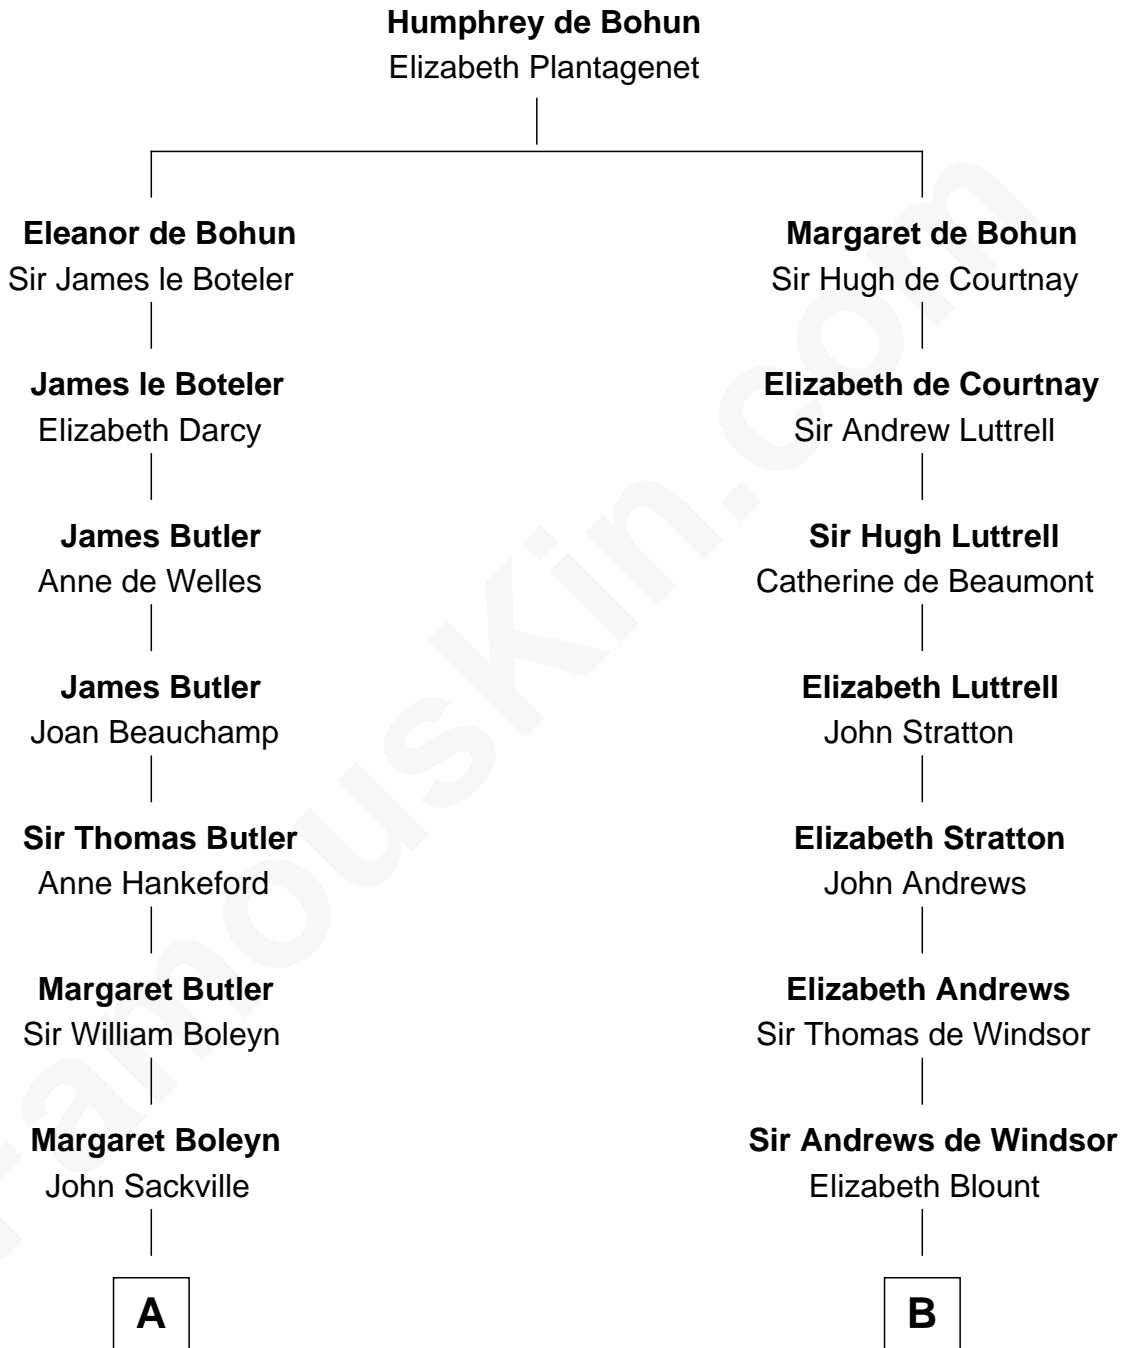 Humphrey de Bohun
Elizabeth Plantagenet
Eleanor de Bohun
Sir James le Boteler
James le Boteler
Elizabeth Darcy
James Butler
Anne de Welles
James Butler
Joan Beauchamp
Sir Thomas Butler
Anne Hankeford
Margaret Butler
Sir William Boleyn
Margaret Boleyn
John Sackville
A
Margaret de Bohun
Sir Hugh de Courtnay
Elizabeth de Courtnay
Sir Andrew Luttrell
Sir Hugh Luttrell
Catherine de Beaumont
Elizabeth Luttrell
John Stratton
Elizabeth Stratton
John Andrews
Elizabeth Andrews
Sir Thomas de Windsor
Sir Andrews de Windsor
Elizabeth Blount
B
FamousKin.com